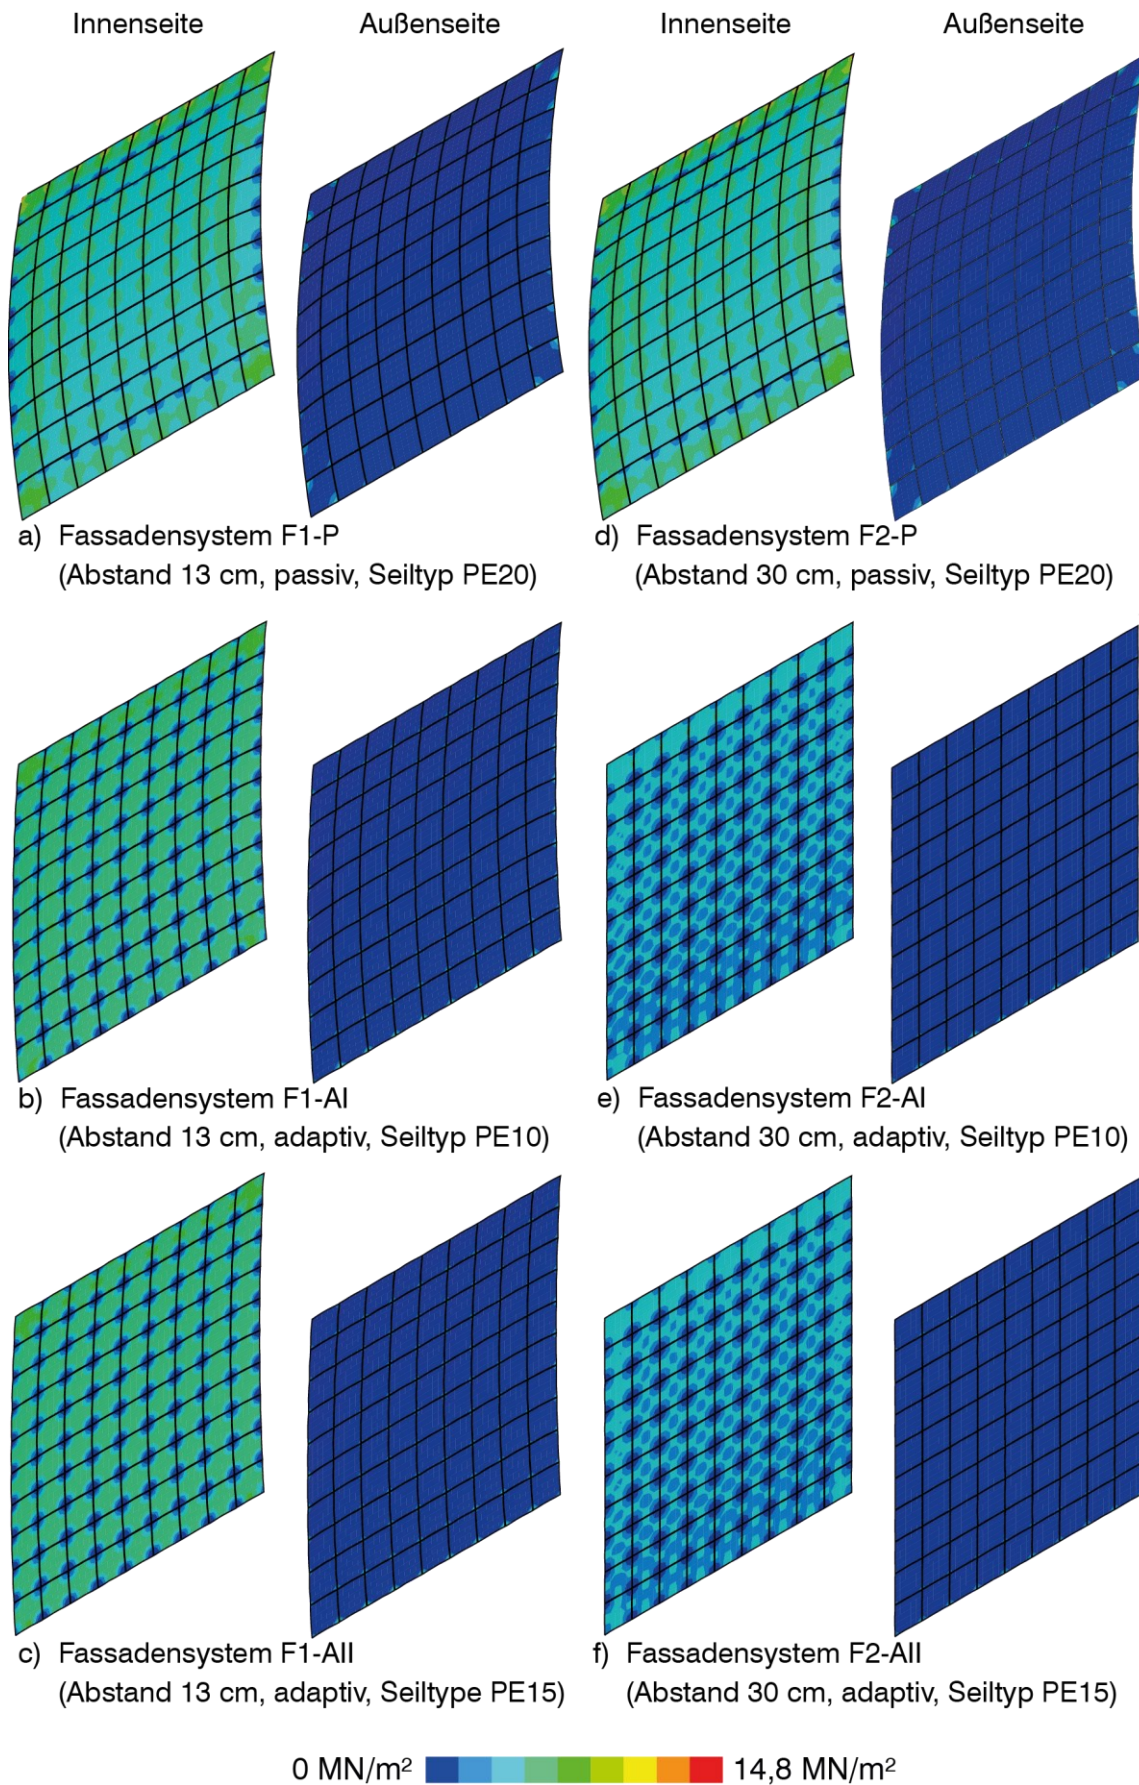 Innenseite Außenseite Innenseite Außenseite
a) Fassadensystem F1-P
(Abstand 13 cm, passiv, Seiltyp PE20)
d) Fassadensystem F2-P
(Abstand 30 cm, passiv, Seiltyp PE20)
b) Fassadensystem F1-AI
(Abstand 13 cm, adaptiv, Seiltyp PE10)
e) Fassadensystem F2-AI
(Abstand 30 cm, adaptiv, Seiltyp PE10)
c) Fassadensystem F1-AII
(Abstand 13 cm, adaptiv, Seiltype PE15)
f) Fassadensystem F2-AII
(Abstand 30 cm, adaptiv, Seiltyp PE15)
0 MN/m² 14,8 MN/m²